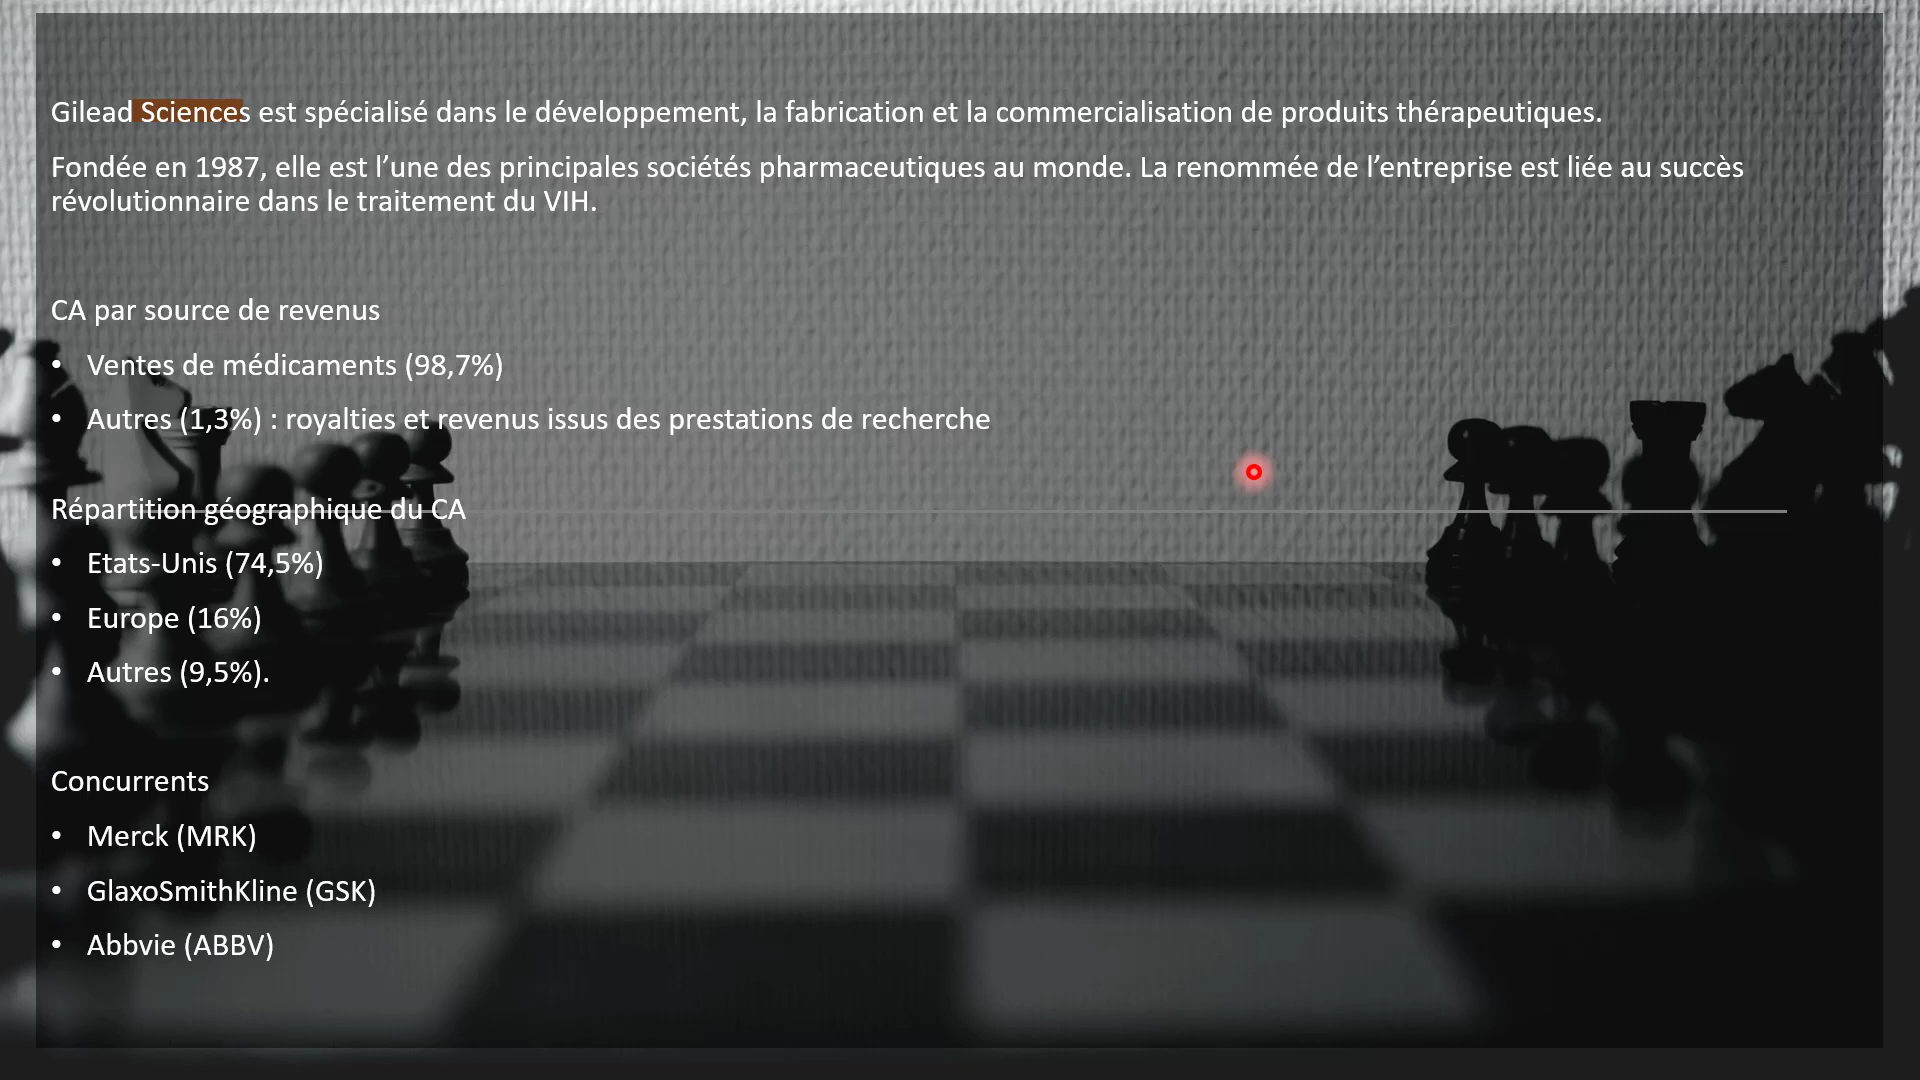 Gilead Sciences est spécialisé dans le développement, la fabrication et la commercialisation de produits thérapeutiques.
Fondée en 1987, elle est l’une des principales sociétés pharmaceutiques au monde. La renommée de l’entreprise est liée au succès
révolutionnaire dans le traitement du VIH.
CA par source de revenus
• Ventes de médicaments (98,7%)
• Autres (1,3%) : royalties et revenus issus des prestations de recherche
Répartition géographique du CA
• Etats-Unis (74,5%)
• Europe (16%)
• Autres (9,5%).
Concurrents
• Merck (MRK)
• GlaxoSmithKline (GSK)
• Abbvie (ABBV)